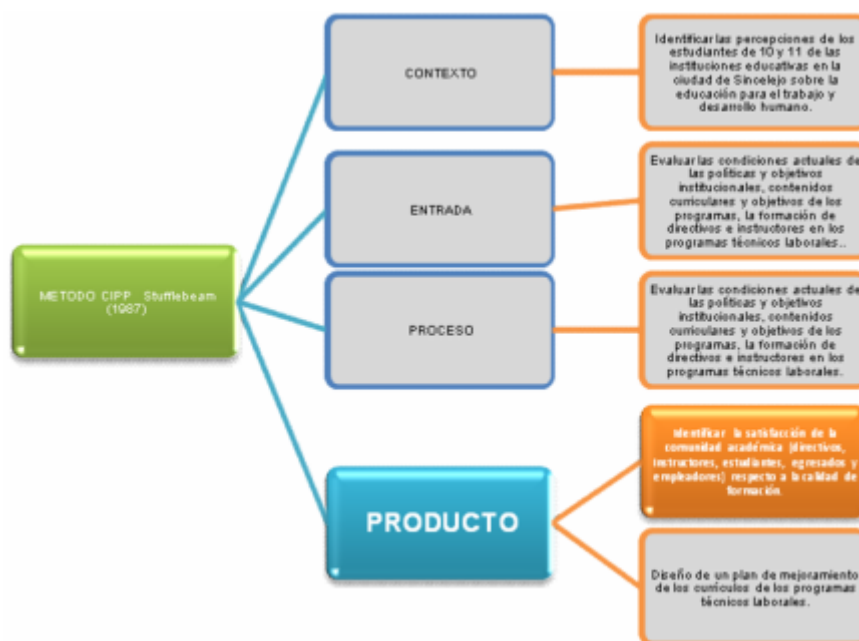 METODO CIPP Stufflebeam
(1987)
CONTEXTO
Identificar las percepciones de los
estudiantes de 10 y 11 de las
instituciones educativas en la
ciudad de Sincelejo sobre la
educación para el trabajo y
desarrollo humano.
ENTRADA
Evaluar las condiciones actuales de
las políticas y objetivos
institucionales, contenidos
curriculares y objetivos de los
programas, la formación de
directivos e instructores en los
programas técnicos laborales..
PROCESO
Evaluar las condiciones actuales de
las políticas y objetivos
institucionales, contenidos
curriculares y objetivos de los
programas, la formación de
directivos e instructores en los
programas técnicos laborales.
PRODUCTO
Identificar la satisfacción de la
comunidad académica (directivos,
instructores, estudiantes, egresados y
empleadores) respecto a la calidad de
formación.
Diseño de un plan de mejoramiento
de los currículos de los programas
técnicos laborales.